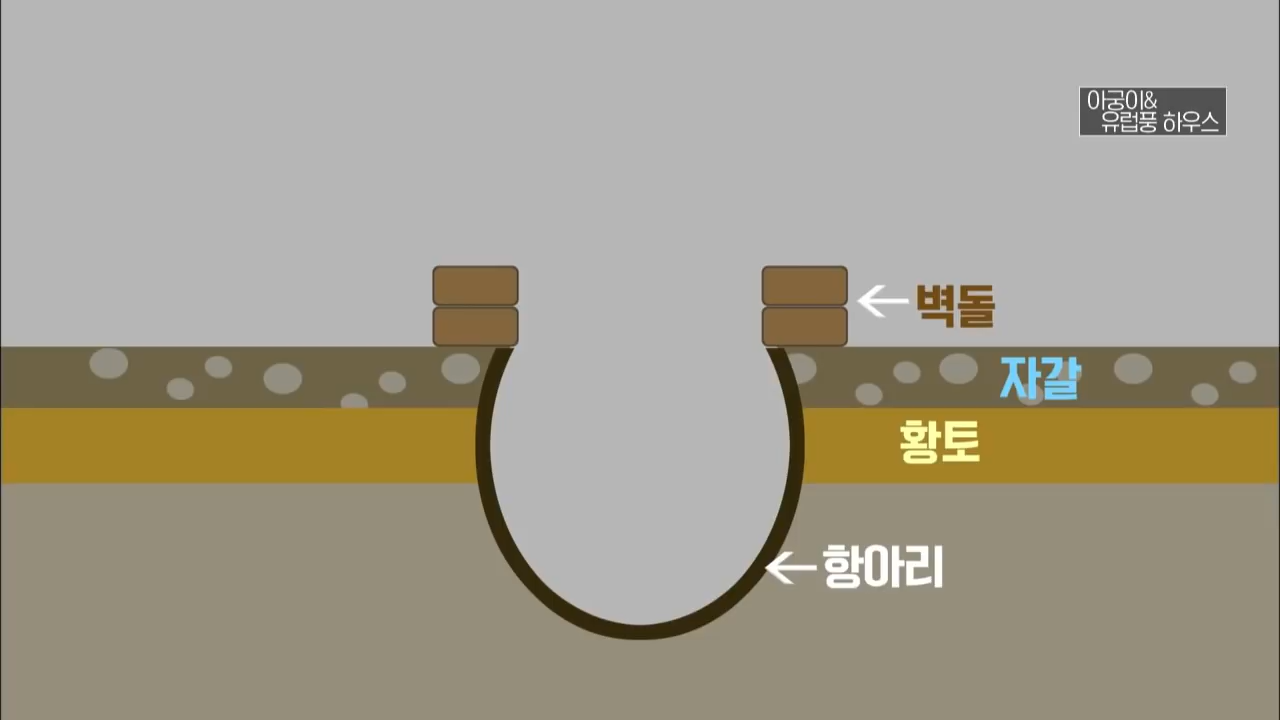 아궁이&
유럽풍 하우스
벽돌
자갈
황토
항아리